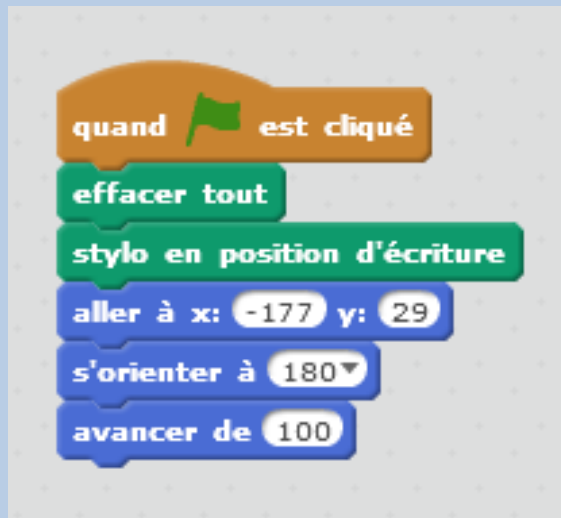 quand est cliqué
effacer tout
stylo en position d'écriture
aller à x: -177 y: 29
s'orienter à 180
avancer de 100